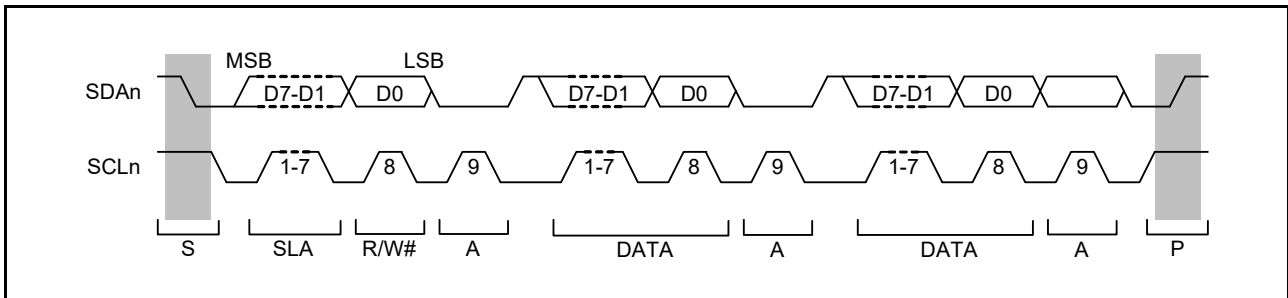 MSB LSB
SDAn D7-D1 D0 D7-D1 D0 D7-D1 D0
SCLn 1-7 8 9 1-7 8 9 1-7 8 9
S SLA R/W# A DATA A DATA A P